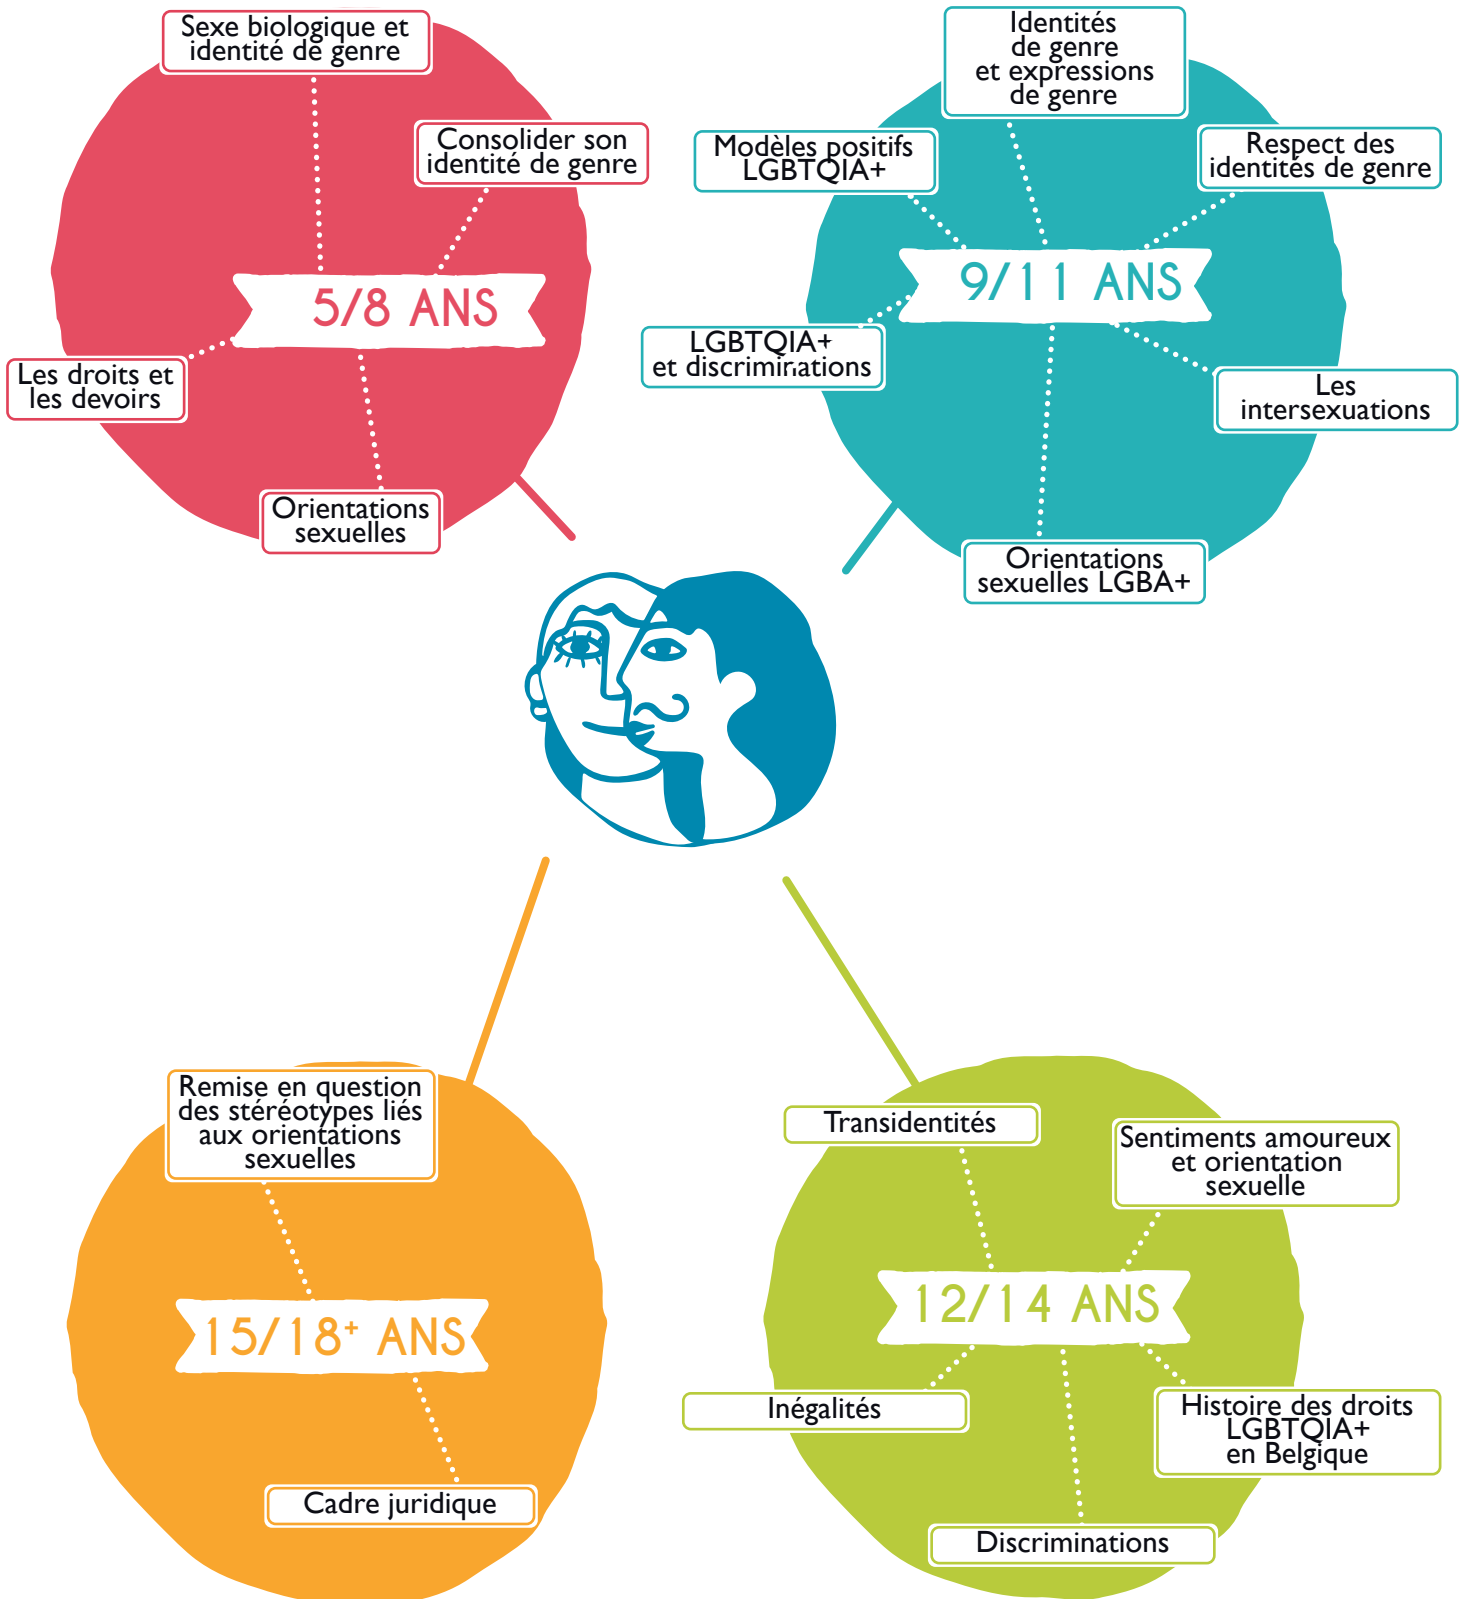 Sexe biologique et
identité de genre
Consolider son
identité de genre
5/8 ANS
Les droits et
les devoirs
Orientations
sexuelles
Identités
de genre
et expressions
de genre
Modèles positifs
LGBTQIA+
Respect des
identités de genre
9/11 ANS
LGBTQIA+
et discriminations
Les
intersexuations
Orientations
sexuelles LGBA+
Remise en question
des stéréotypes liés
aux orientations
sexuelles
15/18+ ANS
Cadre juridique
Transidentités
Sentiments amoureux
et orientation
sexuelle
12/14 ANS
Inégalités
Histoire des droits
LGBTQIA+
en Belgique
Discriminations